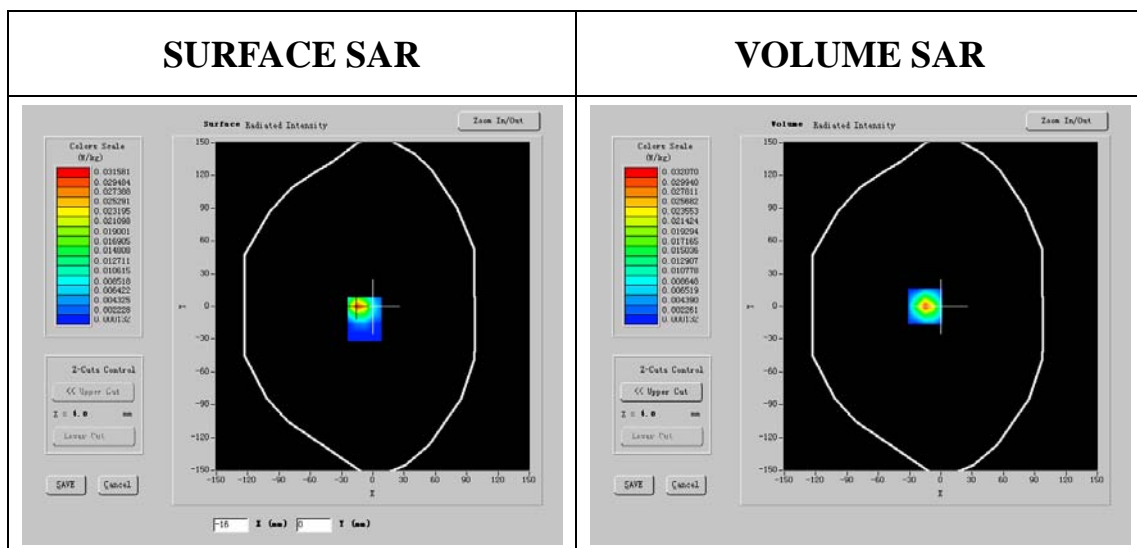 SURFACE SAR
VOLUME SAR
Surface Radiated Intensity
Zoom In/Out
Colors Scale
(W/kg)
0.031581
0.029484
0.027388
0.025291
0.023195
0.021098
0.019001
0.016905
0.014808
0.012711
0.010615
0.008518
0.006422
0.004325
0.002228
0.000132
150
120
90
60
30
0
-30
-60
-90
-120
-150
Y
-150 -120 -90 -60 -30 0 30 60 90 120 150
X
Z-Cuts Control
<< Upper Cut
Z = 4.0 mm
Lower Cut
SAVE Cancel
-16 X (mm) 0 Y (mm)
Volume Radiated Intensity
Zoom In/Out
Colors Scale
(W/kg)
0.032070
0.029940
0.027811
0.025682
0.023553
0.021424
0.019294
0.017165
0.015036
0.012907
0.010778
0.008648
0.006519
0.004390
0.002261
0.000132
150
120
90
60
30
0
-30
-60
-90
-120
-150
Y
-150 -120 -90 -60 -30 0 30 60 90 120 150
X
Z-Cuts Control
<< Upper Cut
Z = 4.0 mm
Lower Cut
SAVE Cancel